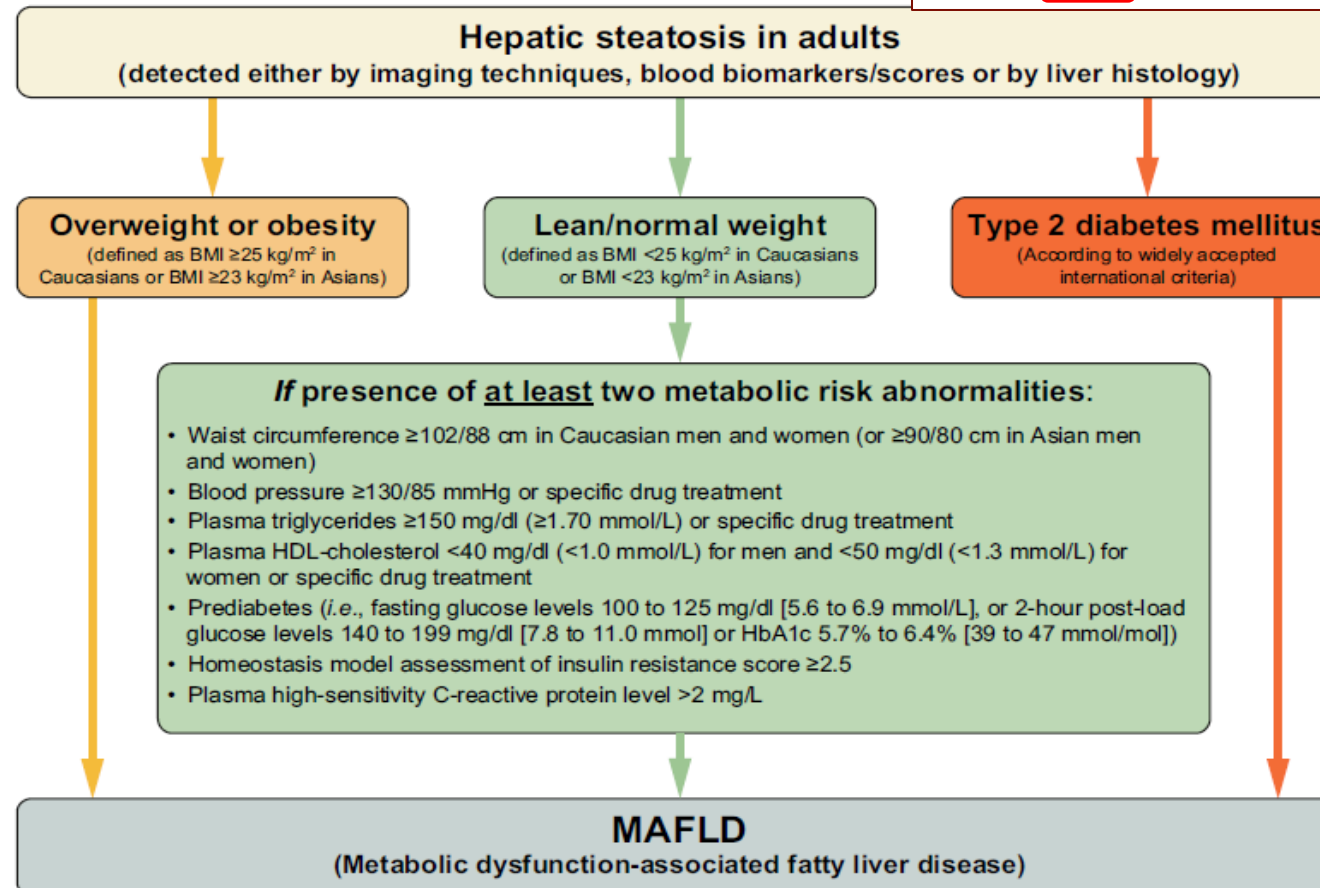 Hepatic steatosis in adults
(detected either by imaging techniques, blood biomarkers/scores or by liver histology)
Overweight or obesity
(defined as BMI ≥25 kg/m² in
Caucasians or BMI ≥23 kg/m² in Asians)
Lean/normal weight
(defined as BMI <25 kg/m² in Caucasians
or BMI <23 kg/m² in Asians)
Type 2 diabetes mellitus
(According to widely accepted
international criteria)
If presence of at least two metabolic risk abnormalities:
• Waist circumference ≥102/88 cm in Caucasian men and women (or ≥90/80 cm in Asian men
and women)
• Blood pressure ≥130/85 mmHg or specific drug treatment
• Plasma triglycerides ≥150 mg/dl (≥1.70 mmol/L) or specific drug treatment
• Plasma HDL-cholesterol <40 mg/dl (<1.0 mmol/L) for men and <50 mg/dl (<1.3 mmol/L) for
women or specific drug treatment
• Prediabetes (i.e., fasting glucose levels 100 to 125 mg/dl [5.6 to 6.9 mmol/L], or 2-hour post-load
glucose levels 140 to 199 mg/dl [7.8 to 11.0 mmol] or HbA1c 5.7% to 6.4% [39 to 47 mmol/mol])
• Homeostasis model assessment of insulin resistance score ≥2.5
• Plasma high-sensitivity C-reactive protein level >2 mg/L
MAFLD
(Metabolic dysfunction-associated fatty liver disease)